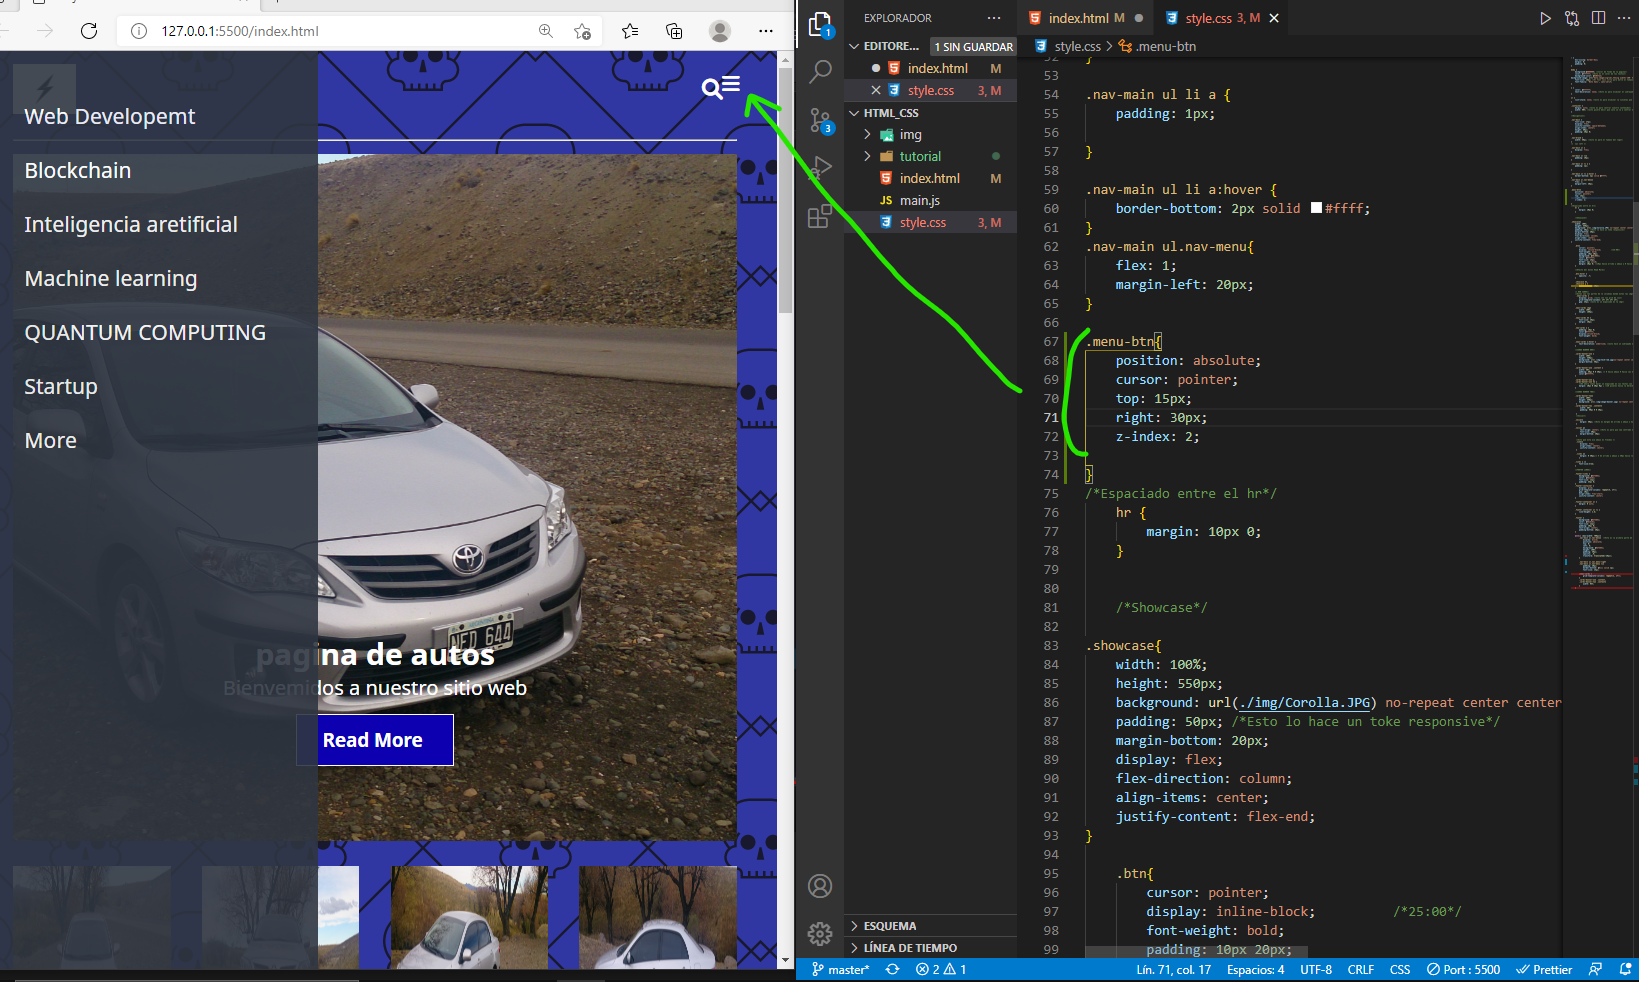 127.0.0.1:5500/index.html
Web Developemt
Blockchain
Inteligencia aretificial
Machine learning
QUANTUM COMPUTING
Startup
More
NED 644
pagina de autos
Bienvemidos a nuestro sitio web
Read More
EXPLORADOR
EDITORE...
1 SIN GUARDAR
index.html M
style.css 3, M
HTML_CSS
img
tutorial
index.html M
main.js
style.css 3, M
ESQUEMA
LÍNEA DE TIEMPO
1
3
index.html M
style.css 3, M
style.css > .menu-btn
52 }
53
54 .nav-main ul li a {
55 padding: 1px;
56
57 }
58
59 .nav-main ul li a:hover {
60 border-bottom: 2px solid #ffff;
61 }
62 .nav-main ul.nav-menu{
63 flex: 1;
64 margin-left: 20px;
65 }
66
67 .menu-btn{
68 position: absolute;
69 cursor: pointer;
70 top: 15px;
71 right: 30px;
72 z-index: 2;
73
74 }
75 /*Espaciado entre el hr*/
76 hr {
77 margin: 10px 0;
78 }
79
80
81 /*Showcase*/
82
83 .showcase{
84 width: 100%;
85 height: 550px;
86 background: url(./img/Corolla.JPG) no-repeat center center
87 padding: 50px; /*Esto lo hace un toke responsive*/
88 margin-bottom: 20px;
89 display: flex;
90 flex-direction: column;
91 align-items: center;
92 justify-content: flex-end;
93 }
94
95 .btn{
96 cursor: pointer;
97 display: inline-block; /*25:00*/
98 font-weight: bold;
99 padding: 10px 20px;
master* 2 1 Lín. 71, col. 17 Espacios: 4 UTF-8 CRLF CSS Port : 5500 Prettier